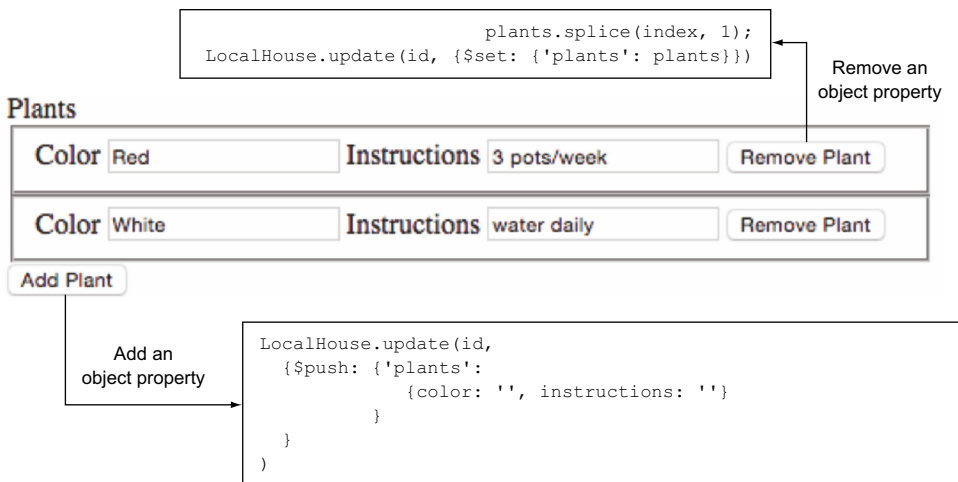 plants.splice(index, 1);
LocalHouse.update(id, {$set: {'plants': plants}})
Remove an
object property
Plants
Color Red Instructions 3 pots/week Remove Plant
Color White Instructions water daily Remove Plant
Add Plant
Add an
object property
LocalHouse.update(id,
{$push: {'plants':
{color: '', instructions: ''}
}
}
)